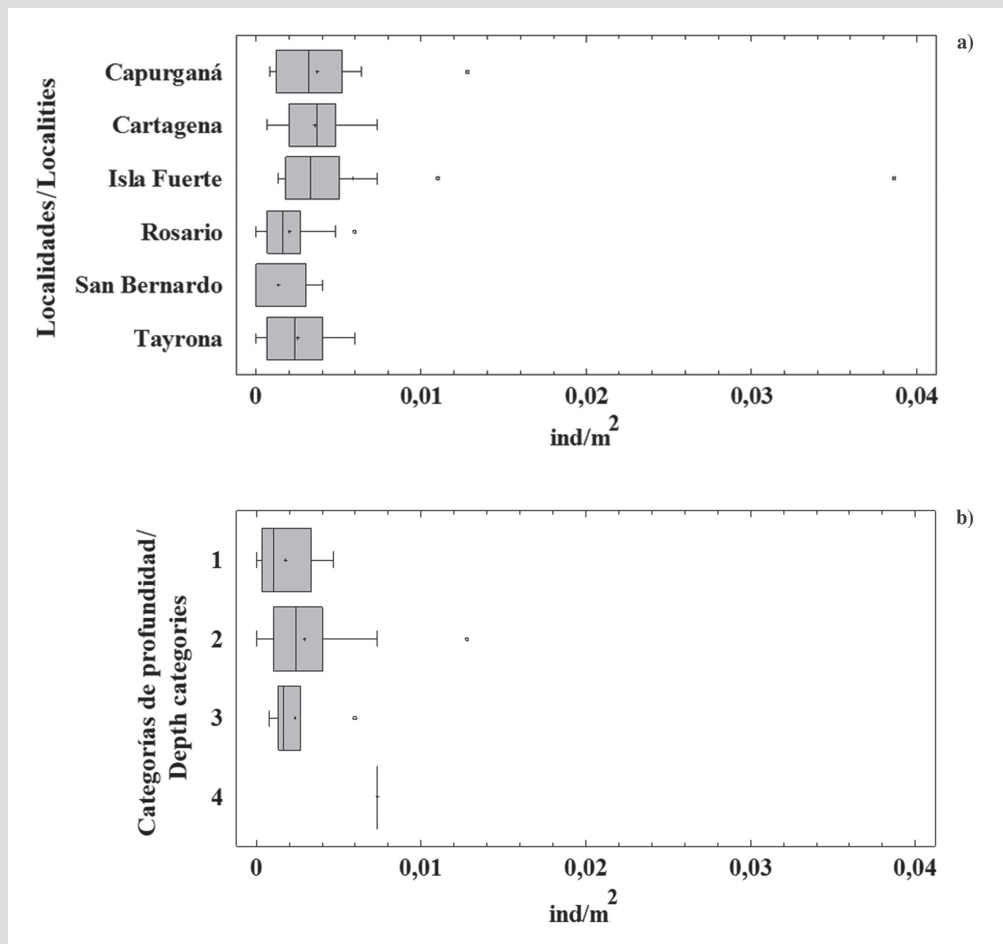 a)
Localidades/Localities
Capurganá
Cartagena
Isla Fuerte
Rosario
San Bernardo
Tayrona
0 0,01 0,02 0,03 0,04
ind/m²
b)
Categorías de profundidad/
Depth categories
1
2
3
4
0 0,01 0,02 0,03 0,04
ind/m²